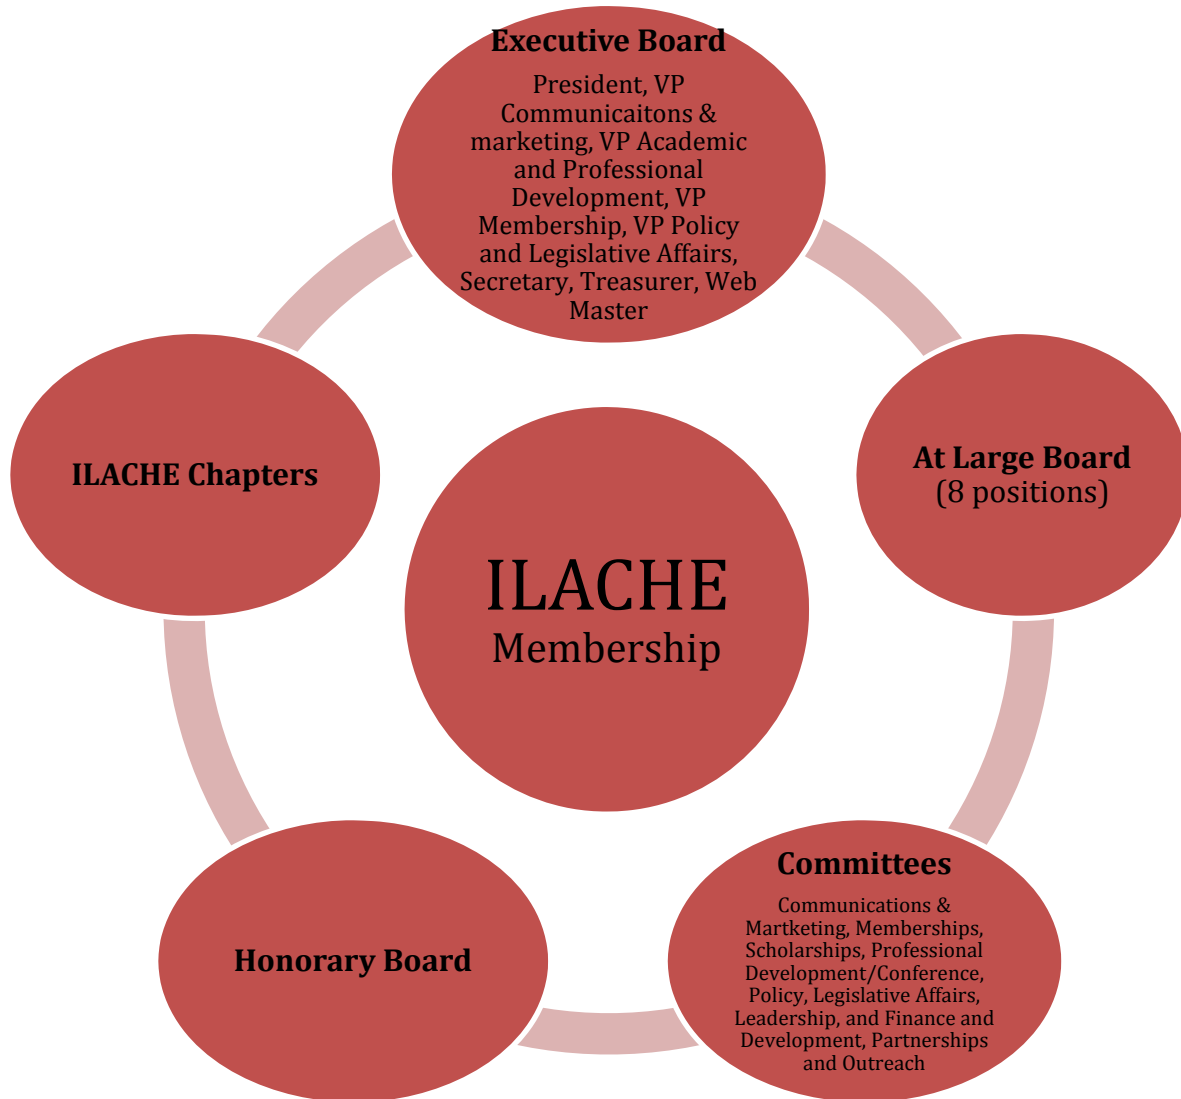 Executive Board
President, VP
Communicaitons &
marketing, VP Academic
and Professional
Development, VP
Membership, VP Policy
and Legislative Affairs,
Secretary, Treasurer, Web
Master
At Large Board
(8 positions)
Committees
Communications &
Martketing, Memberships,
Scholarships, Professional
Development/Conference,
Policy, Legislative Affairs,
Leadership, and Finance and
Development, Partnerships
and Outreach
Honorary Board
ILACHE Chapters
ILACHE
Membership